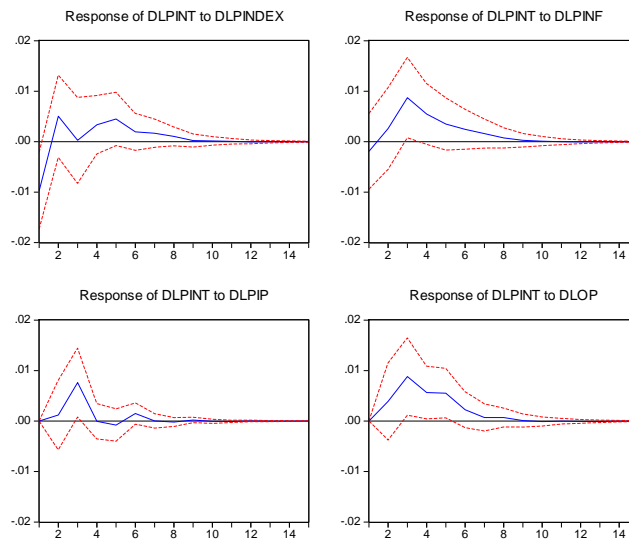 Response of DLPINT to DLPINDEX
.02
.01
.00
-.01
-.02
2 4 6 8 10 12 14
Response of DLPINT to DLPINF
.02
.01
.00
-.01
-.02
2 4 6 8 10 12 14
Response of DLPINT to DLPIP
.02
.01
.00
-.01
-.02
2 4 6 8 10 12 14
Response of DLPINT to DLOP
.02
.01
.00
-.01
-.02
2 4 6 8 10 12 14